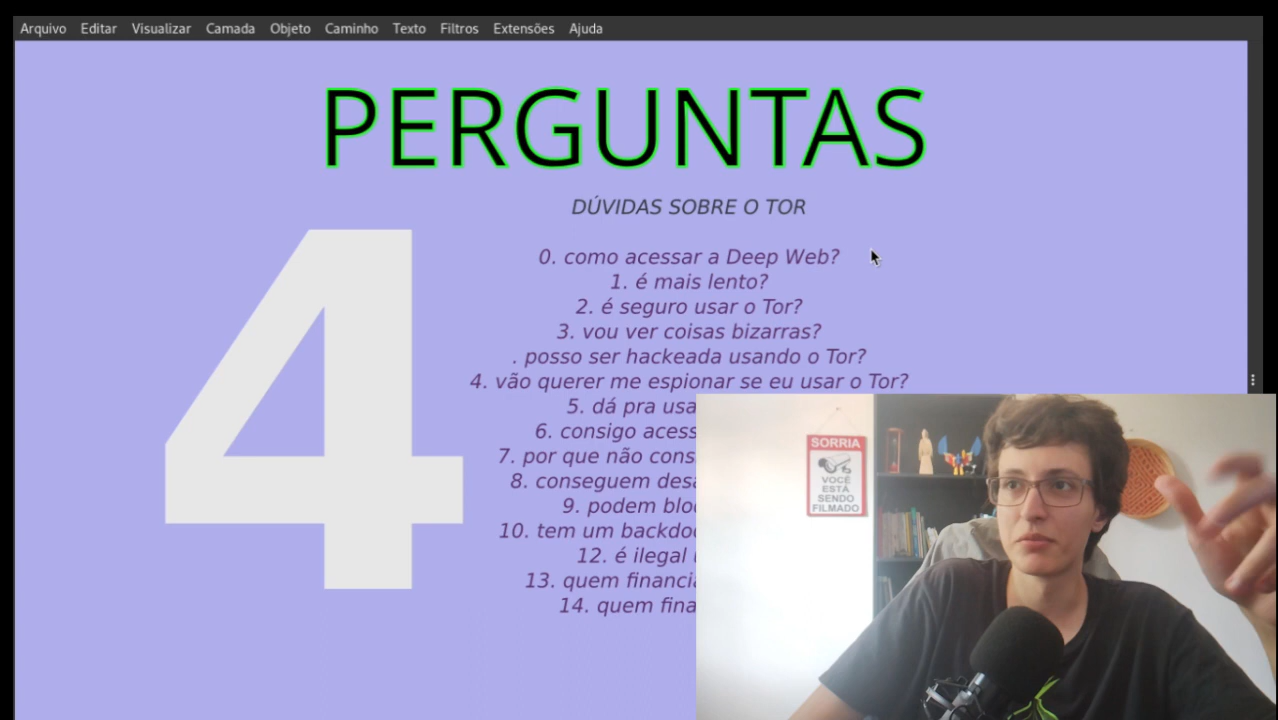 Arquivo Editar Visualizar Camada Objeto Caminho Texto Filtros Extensões Ajuda
PERGUNTAS
DÚVIDAS SOBRE O TOR
4
0. como acessar a Deep Web?
1. é mais lento?
2. é seguro usar o Tor?
3. vou ver coisas bizarras?
. posso ser hackeada usando o Tor?
4. vão querer me espionar se eu usar o Tor?
5. dá pra usa
6. consigo acess
7. por que não cons
8. conseguem desa
9. podem blo
10. tem um backdoo
12. é ilegal
13. quem financia
14. quem fina
SORRIA
VOCÊ
ESTÁ
SENDO
FILMADO